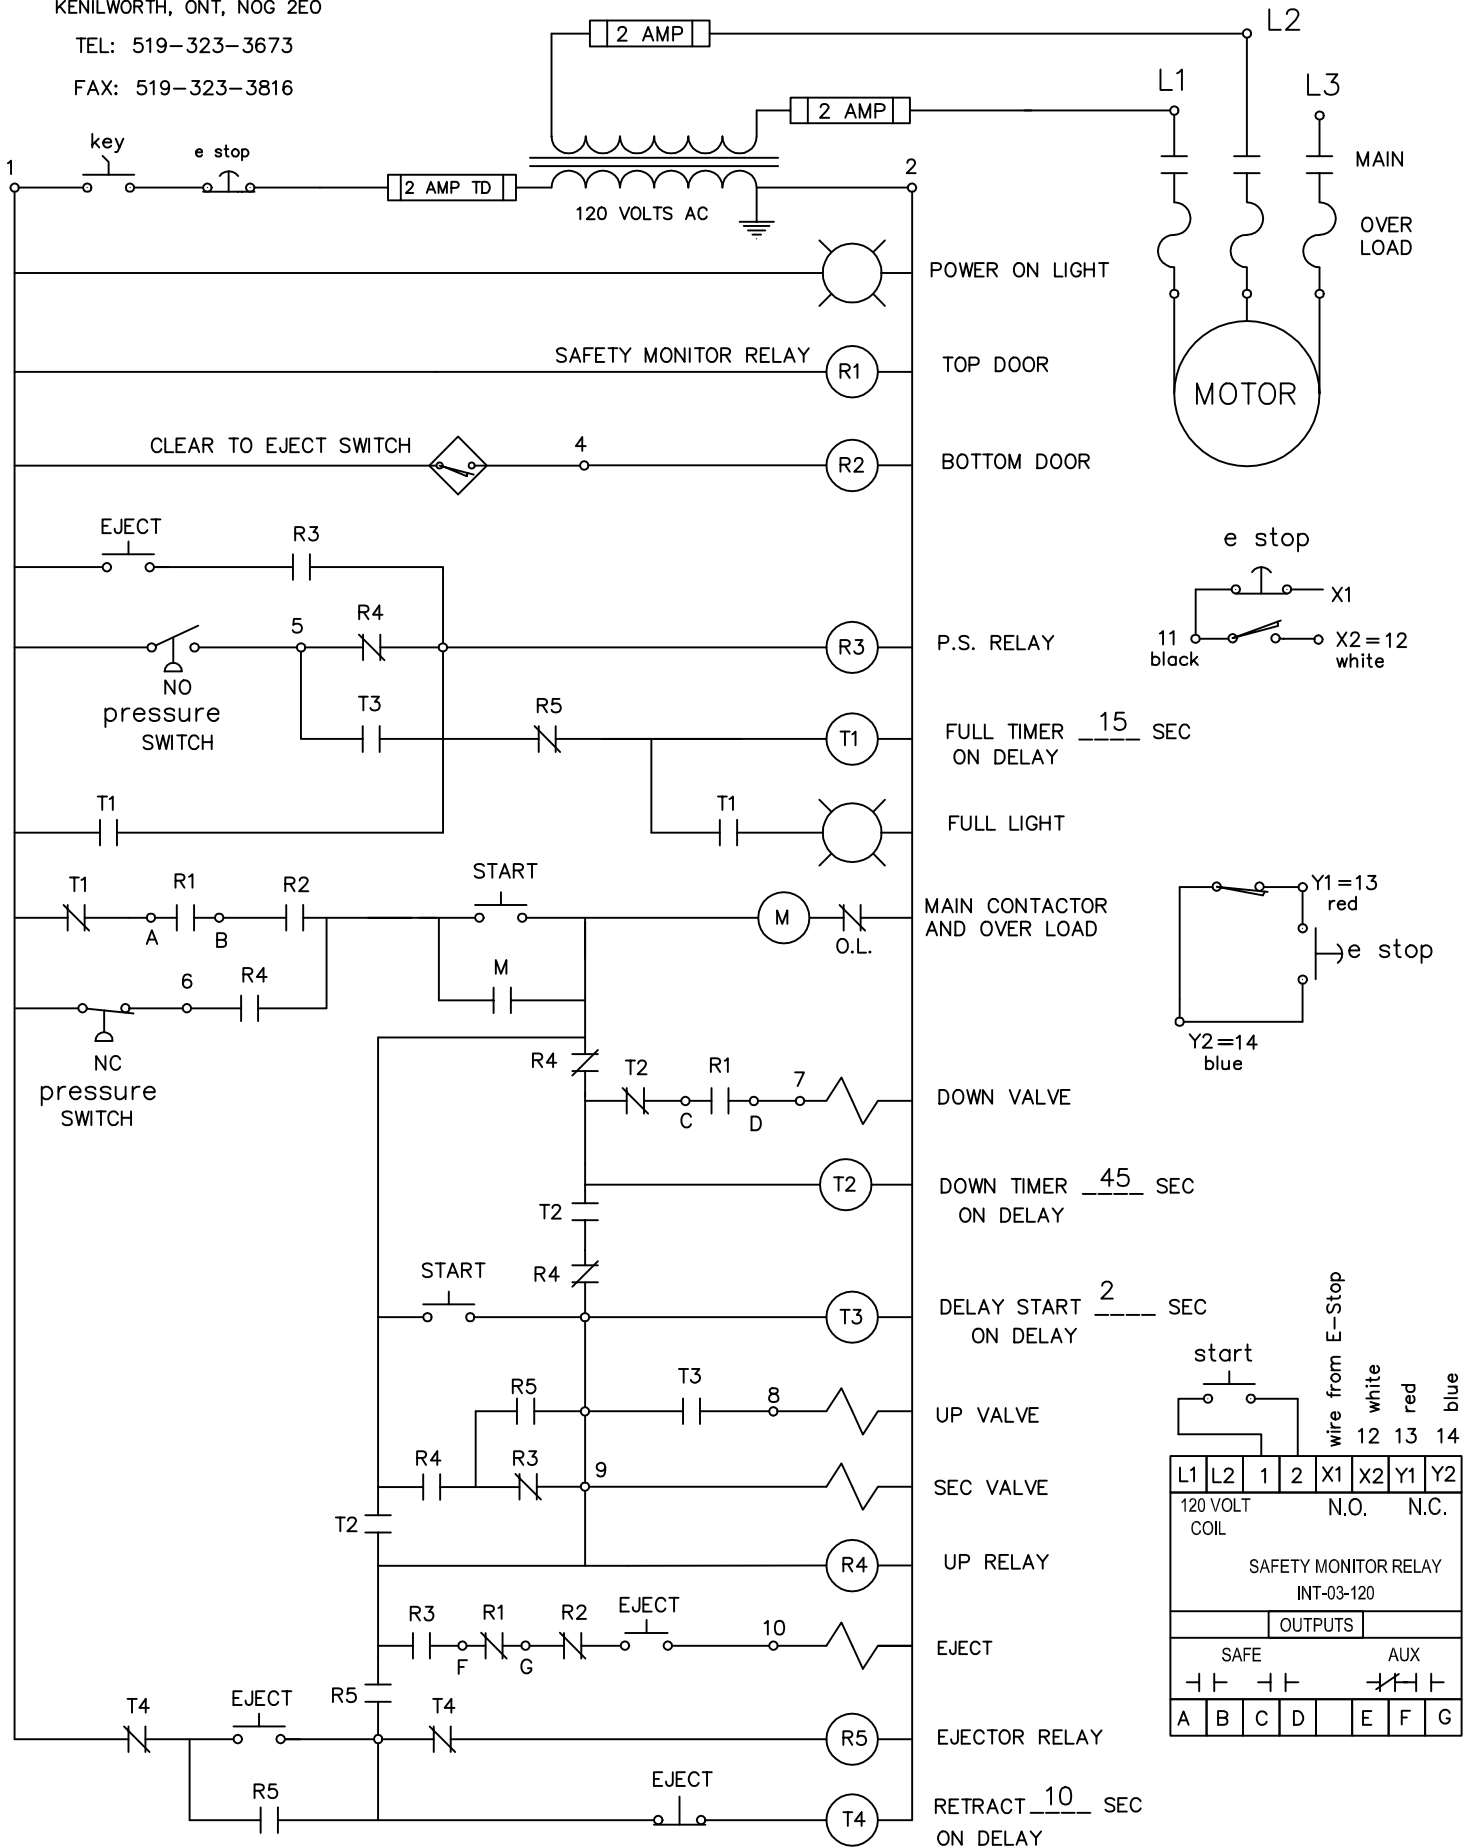 KENILWORTH, ONT, NOG 2EO
TEL: 519-323-3673
FAX: 519-323-3816
2 AMP
L2
2 AMP
L1
L3
MAIN
OVER
LOAD
MOTOR
1
key
e stop
2 AMP TD
120 VOLTS AC
2
POWER ON LIGHT
SAFETY MONITOR RELAY
R1
TOP DOOR
CLEAR TO EJECT SWITCH
4
R2
BOTTOM DOOR
EJECT
R3
5
R4
NO
pressure
SWITCH
R3
P.S. RELAY
e stop
X1
11
black
X2=12
white
T3
R5
T1
FULL TIMER 15 SEC
ON DELAY
T1
T1
FULL LIGHT
T1
A
R1
B
R2
START
M
O.L.
MAIN CONTACTOR
AND OVER LOAD
6
R4
M
NC
pressure
SWITCH
Y1=13
red
e stop
Y2=14
blue
R4
T2
C
R1
D
7
DOWN VALVE
T2
DOWN TIMER 45 SEC
ON DELAY
T2
R4
START
T3
DELAY START 2 SEC
ON DELAY
R5
T3
8
UP VALVE
R4
R3
9
SEC VALVE
T2
R4
UP RELAY
R3
F
R1
G
R2
EJECT
10
EJECT
R5
T4
EJECT
T4
R5
EJECTOR RELAY
R5
EJECT
T4
RETRACT 10 SEC
ON DELAY
start
wire from E-Stop
12 white
13 red
14 blue
L1 L2 1 2 X1 X2 Y1 Y2
120 VOLT
COIL
N.O. N.C.
SAFETY MONITOR RELAY
INT-03-120
OUTPUTS
SAFE AUX
A B C D E F G